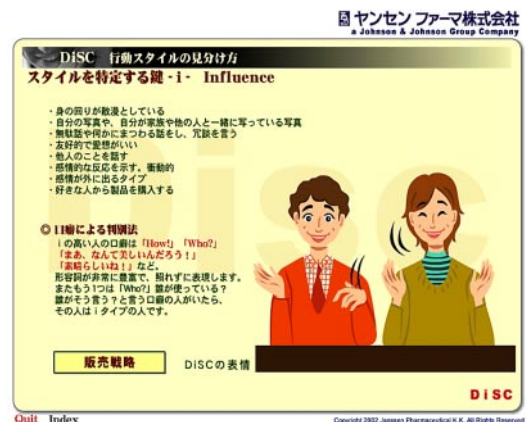 ヤンセン ファーマ株式会社
a Johnson & Johnson Group Company
DiSC 行動スタイルの見分け方
スタイルを特定する鍵 - i - Influence
・身の回りが散漫としている
・自分の写真や、自分が家族や他の人と一緒に写っている写真
・無駄話や何かにまつわる話をし、冗談を言う
・友好的で愛想がいい
・他人のことを話す
・感情的な反応を示す。衝動的
・感情が外に出るタイプ
・好きな人から製品を購入する
◎ 口癖による判別法
iの高い人の口癖は「How!」「Who?」
「まあ、なんて美しいんだろう！」
「素晴らしいね！」など。
形容詞が非常に豊富で、照れずに表現します。
またもう1つは「Who?」誰が使っている？
誰がそう言う？と言う口癖の人がいたら、
その人はiタイプの人です。
Disc
販売戦略
DiSCの表情
DiSC
Quit Index
Copyright 2002 Janssen Pharmaceutical K.K. All Rights Reserved